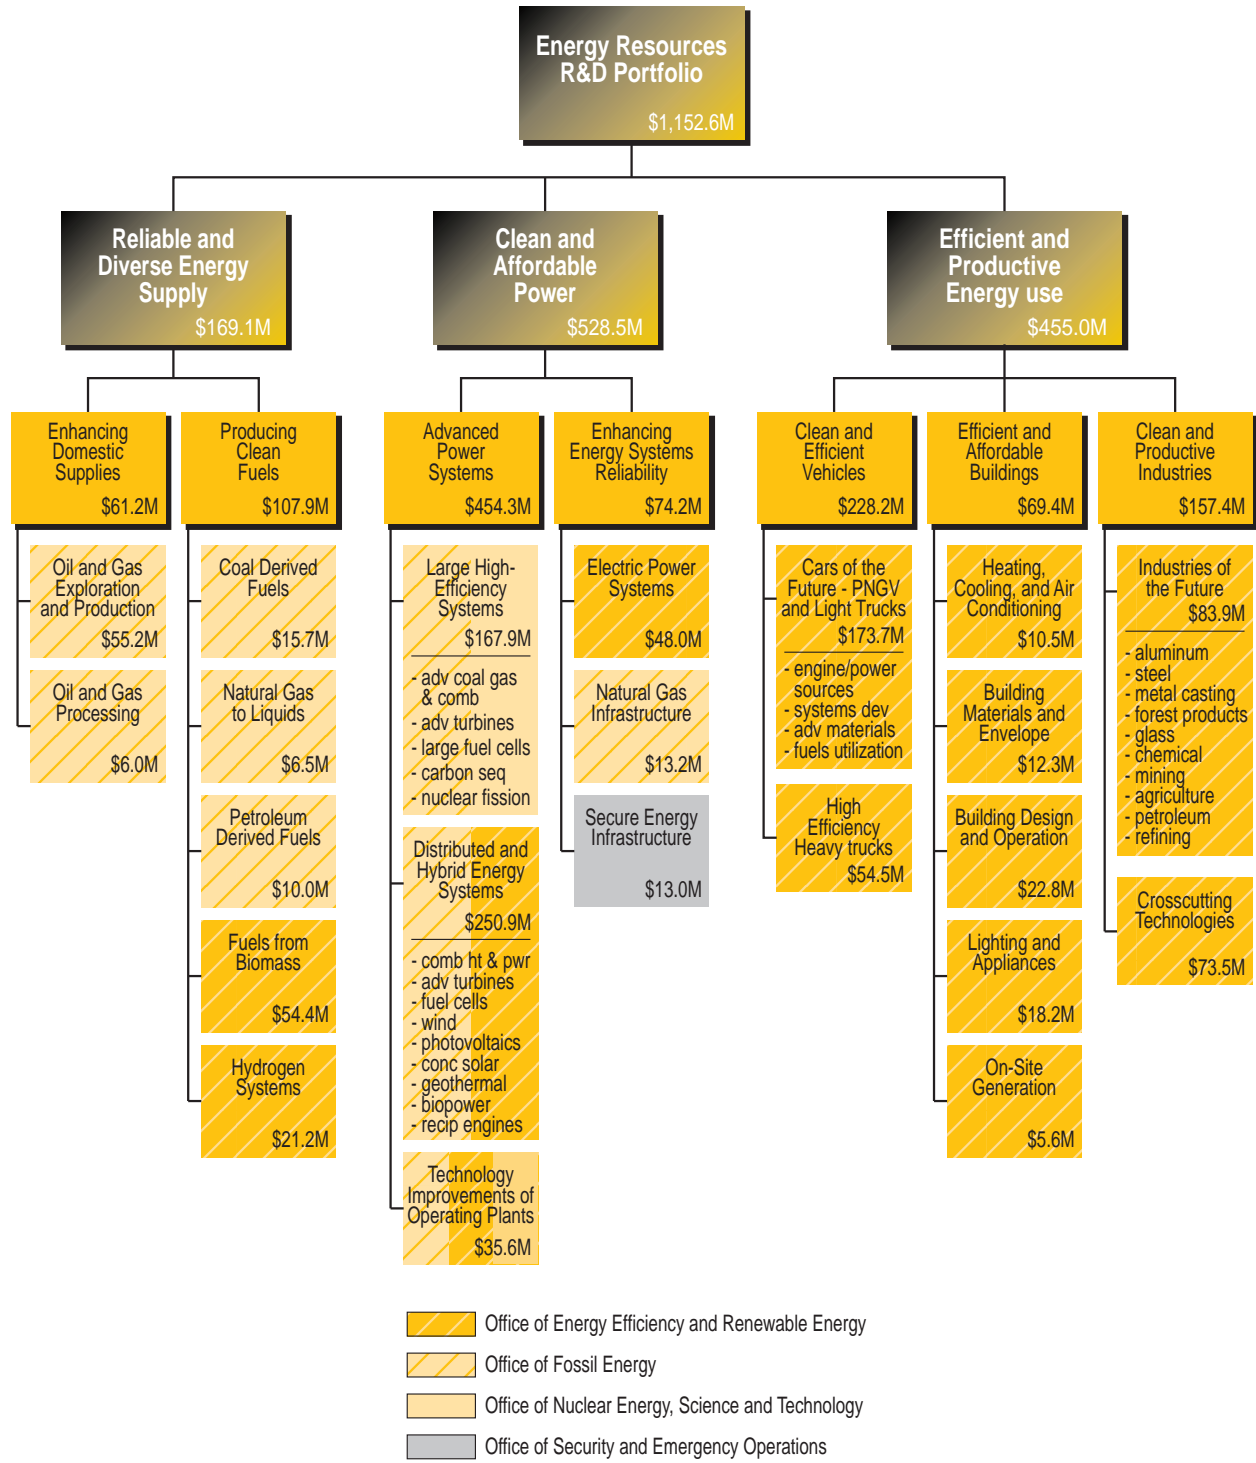 Energy Resources
R&D Portfolio
$1,152.6M
Reliable and
Diverse Energy
Supply
$169.1M
Clean and
Affordable
Power
$528.5M
Efficient and
Productive
Energy use
$455.0M
Enhancing
Domestic
Supplies
$61.2M
Producing
Clean
Fuels
$107.9M
Advanced
Power
Systems
$454.3M
Enhancing
Energy Systems
Reliability
$74.2M
Clean and
Efficient
Vehicles
$228.2M
Efficient and
Affordable
Buildings
$69.4M
Clean and
Productive
Industries
$157.4M
Oil and Gas
Exploration
and Production
$55.2M
Oil and Gas
Processing
$6.0M
Coal Derived
Fuels
$15.7M
Natural Gas
to Liquids
$6.5M
Petroleum
Derived Fuels
$10.0M
Fuels from
Biomass
$54.4M
Hydrogen
Systems
$21.2M
Large High-
Efficiency
Systems
$167.9M
- adv coal gas
& comb
- adv turbines
- large fuel cells
- carbon seq
- nuclear fission
Distributed and
Hybrid Energy
Systems
$250.9M
- comb ht & pwr
- adv turbines
- fuel cells
- wind
- photovoltaics
- conc solar
- geothermal
- biopower
- recip engines
Technology
Improvements of
Operating Plants
$35.6M
Electric Power
Systems
$48.0M
Natural Gas
Infrastructure
$13.2M
Secure Energy
Infrastructure
$13.0M
Cars of the
Future - PNGV
and Light Trucks
$173.7M
- engine/power
sources
- systems dev
- adv materials
- fuels utilization
High
Efficiency
Heavy trucks
$54.5M
Heating,
Cooling, and Air
Conditioning
$10.5M
Building
Materials and
Envelope
$12.3M
Building Design
and Operation
$22.8M
Lighting and
Appliances
$18.2M
On-Site
Generation
$5.6M
Industries of
the Future
$83.9M
- aluminum
- steel
- metal casting
- forest products
- glass
- chemical
- mining
- agriculture
- petroleum
- refining
Crosscutting
Technologies
$73.5M
Office of Energy Efficiency and Renewable Energy
Office of Fossil Energy
Office of Nuclear Energy, Science and Technology
Office of Security and Emergency Operations